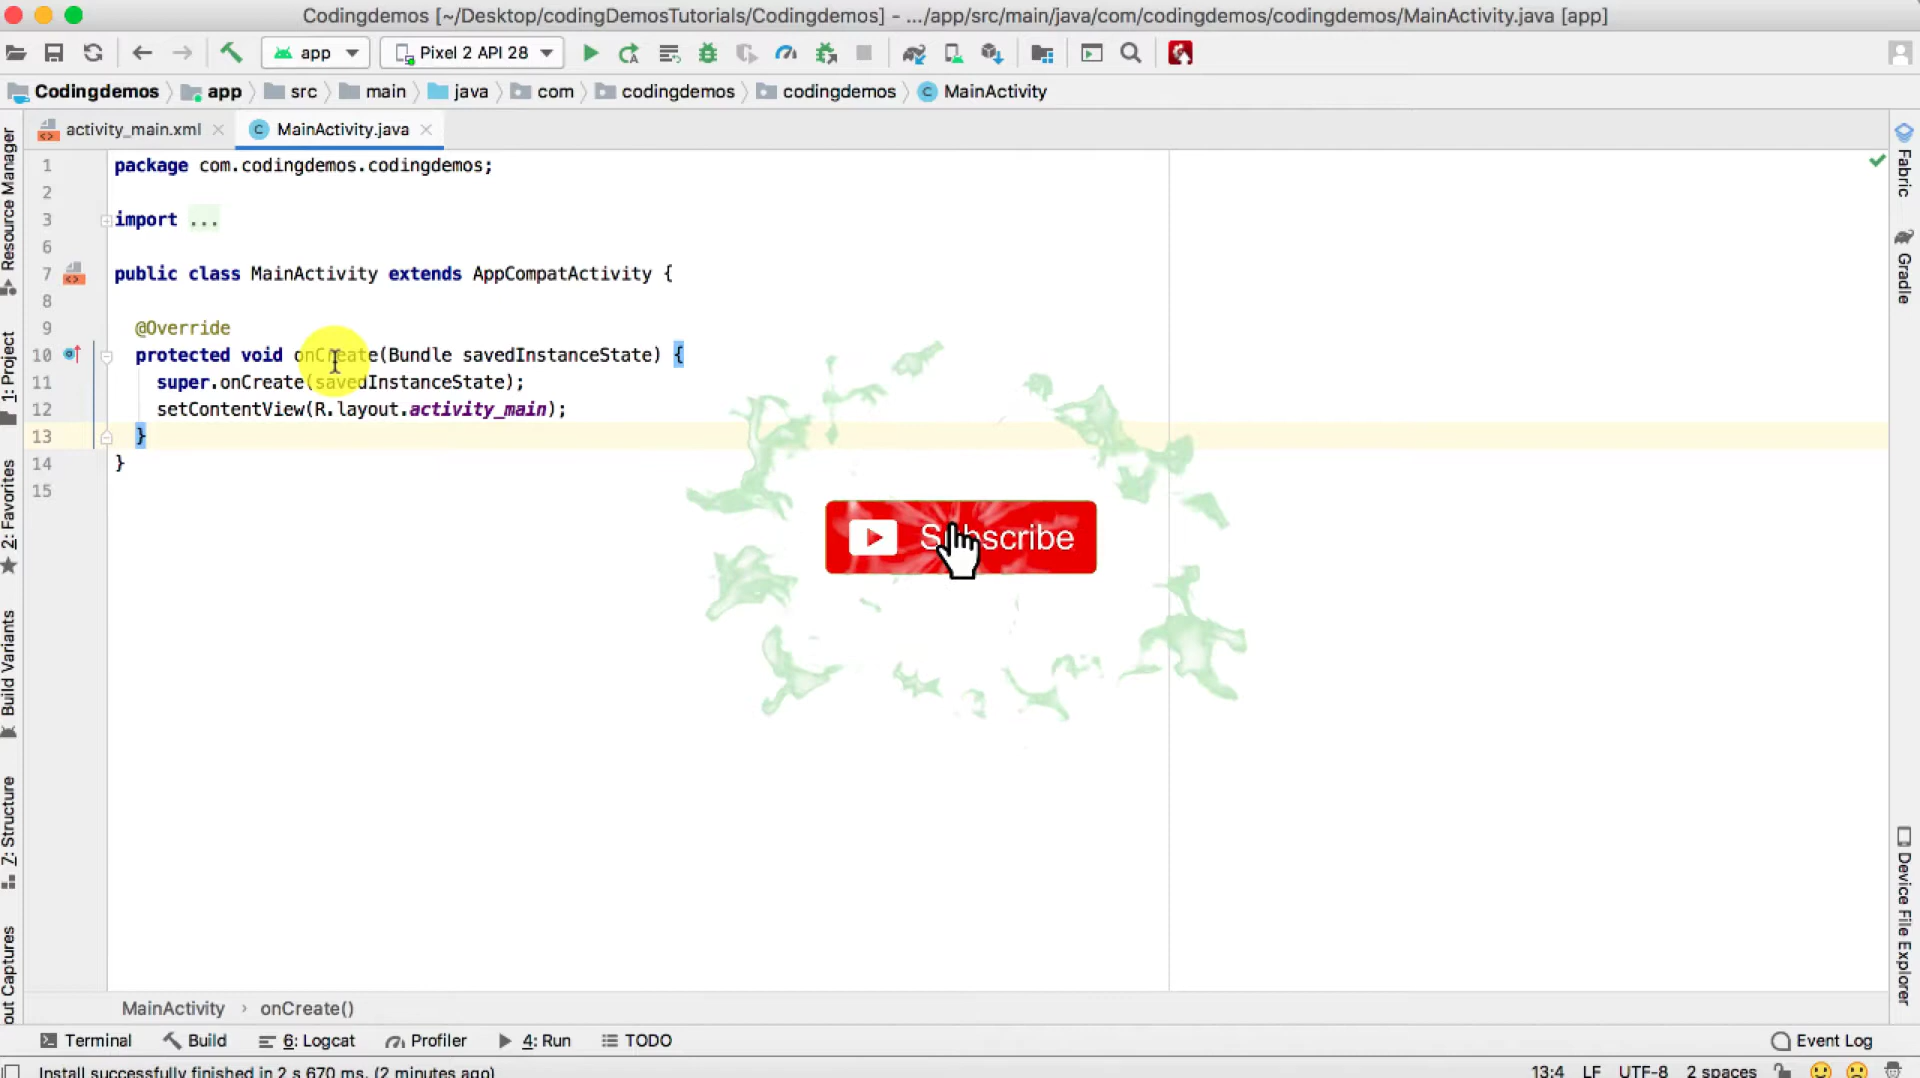 Codingdemos [~/Desktop/codingDemosTutorials/Codingdemos] - .../app/src/main/java/com/codingdemos/codingdemos/MainActivity.java [app]
app Pixel 2 API 28
Codingdemos app src main java com codingdemos codingdemos MainActivity
activity_main.xml MainActivity.java
1 package com.codingdemos.codingdemos;
2
3 import ...
6
7 public class MainActivity extends AppCompatActivity {
8
9 @Override
10 protected void onCreate(Bundle savedInstanceState) {
11 super.onCreate(savedInstanceState);
12 setContentView(R.layout.activity_main);
13 }
14 }
15
Subscribe
Resource Manager
1: Project
2: Favorites
Build Variants
Z: Structure
out Captures
Fabric
Gradle
Device File Explorer
MainActivity › onCreate()
Terminal Build 6: Logcat Profiler 4: Run TODO Event Log
Install successfully finished in 2 s 670 ms. (2 minutes ago) 13:4 LF UTF-8 2 spaces